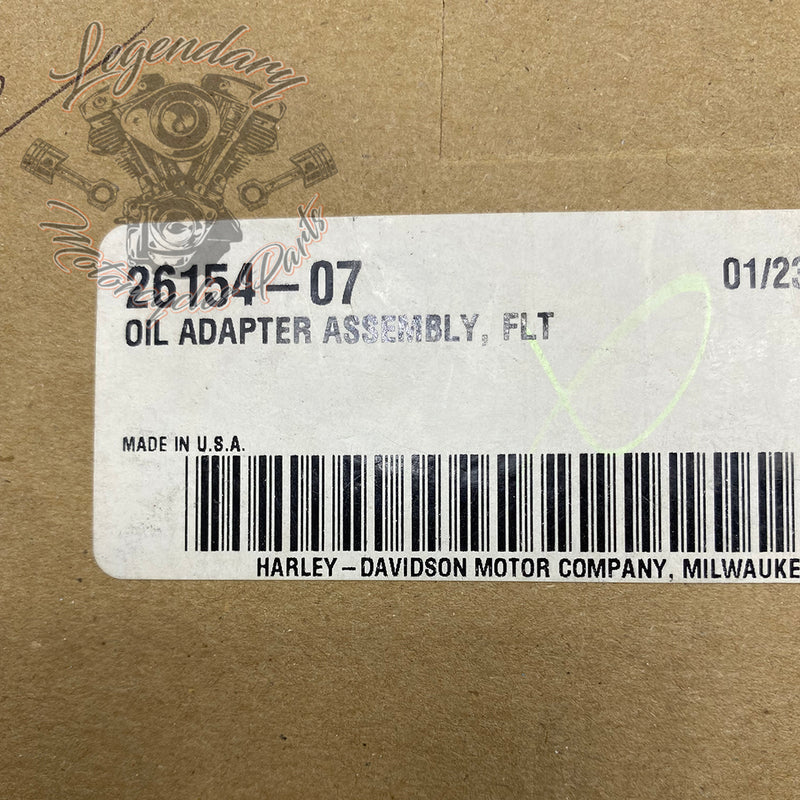 Legendary
Motorcycle Parts
26154-07
01/23
OIL ADAPTER ASSEMBLY, FLT
MADE IN U.S.A.
HARLEY-DAVIDSON MOTOR COMPANY, MILWAUKE